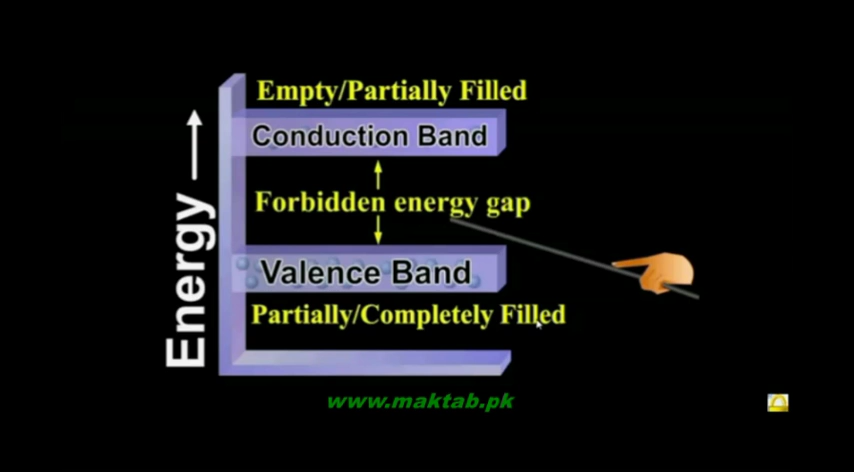 Empty/Partially Filled
Conduction Band
Forbidden energy gap
Valence Band
Partially/Completely Filled
Energy
www.maktab.pk